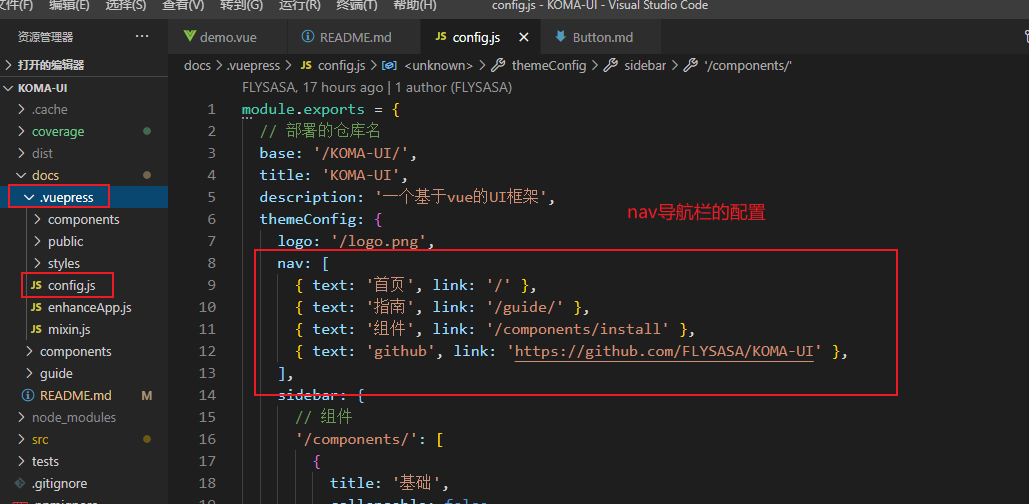 文件(F) 编辑(E) 选择(S) 查看(V) 转到(G) 运行(R) 终端(T) 帮助(H) config.js - KOMA-UI - Visual Studio Code
资源管理器 ···
打开的编辑器
KOMA-UI
.cache
coverage
dist
docs
.vuepress
components
public
styles
JS config.js
JS enhanceApp.js
JS mixin.js
components
guide
README.md M
node_modules
src
tests
.gitignore
.npmignore
demo.vue README.md JS config.js Button.md
docs > .vuepress > JS config.js > <unknown> > themeConfig > sidebar > '/components/'
FLYSASA, 17 hours ago | 1 author (FLYSASA)
1 module.exports = {
2 // 部署的仓库名
3 base: '/KOMA-UI/',
4 title: 'KOMA-UI',
5 description: '一个基于vue的UI框架',
6 themeConfig: {
nav导航栏的配置
7 logo: '/logo.png',
8 nav: [
9 { text: '首页', link: '/' },
10 { text: '指南', link: '/guide/' },
11 { text: '组件', link: '/components/install' },
12 { text: 'github', link: 'https://github.com/FLYSASA/KOMA-UI' },
13 ],
14 sidebar: {
15 // 组件
16 '/components/': [
17 {
18 title: '基础',
19 collapsable: false